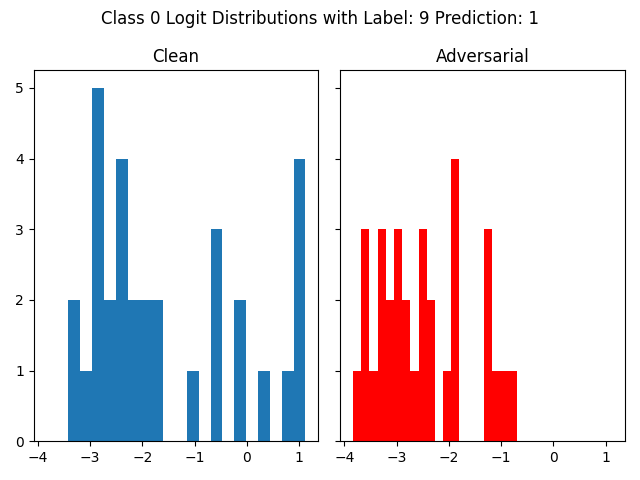 Class 0 Logit Distributions with Label: 9 Prediction: 1
Clean
Adversarial
5
4
3
2
1
0
−4 −3 −2 −1 0 1
−4 −3 −2 −1 0 1